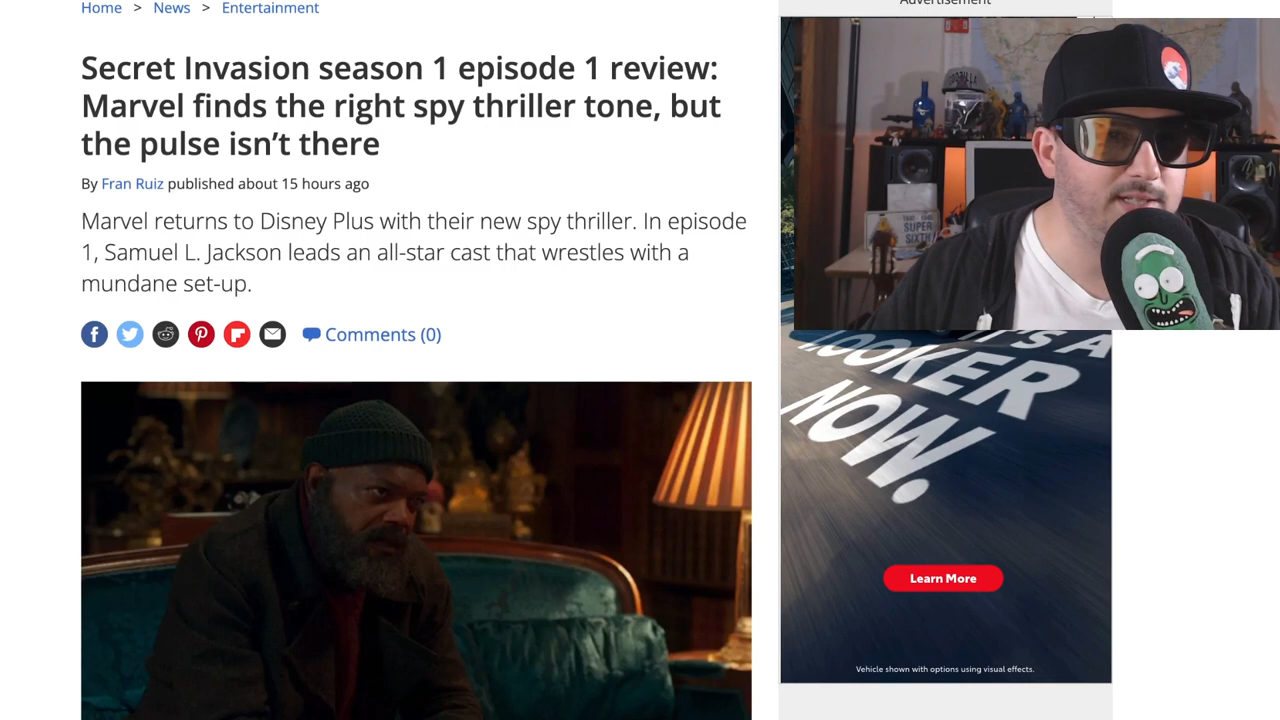 Home > News > Entertainment
Advertisement
Secret Invasion season 1 episode 1 review:
Marvel finds the right spy thriller tone, but
the pulse isn’t there
By Fran Ruiz published about 15 hours ago
Marvel returns to Disney Plus with their new spy thriller. In episode
1, Samuel L. Jackson leads an all-star cast that wrestles with a
mundane set-up.
Comments (0)
SUPER
IT'S A
LOOKER
NOW.
Learn More
Vehicle shown with options using visual effects.